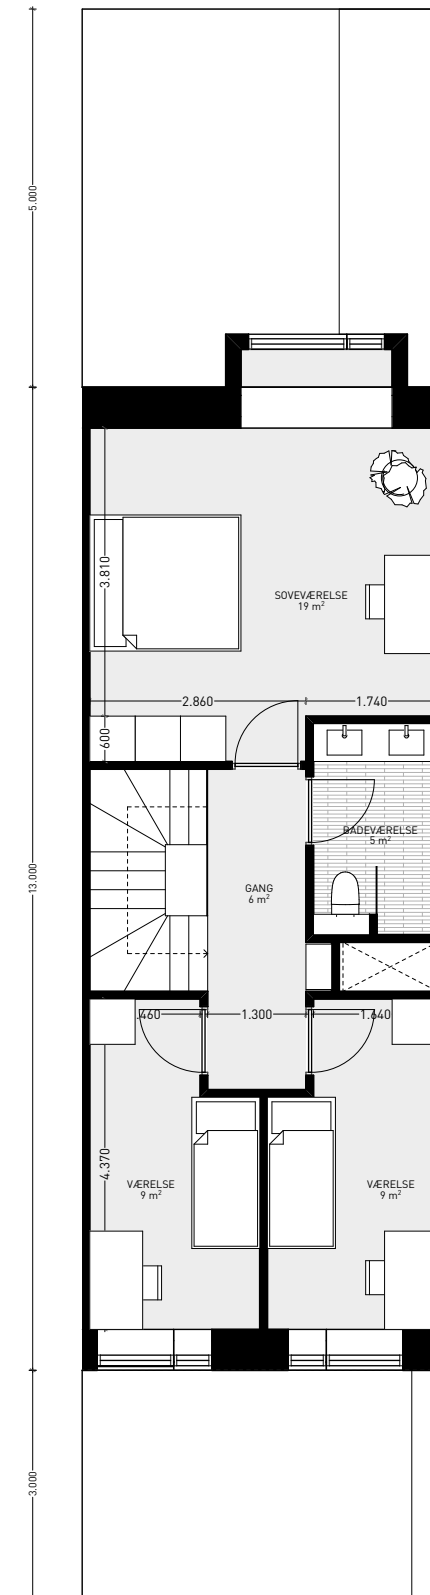 5.000
3.810
SOVEVÆRELSE
19 m²
2.860
1.740
600
BADEVÆRELSE
5 m²
13.000
GANG
6 m²
.460
1.300
1.640
4.370
VÆRELSE
9 m²
VÆRELSE
9 m²
3.000